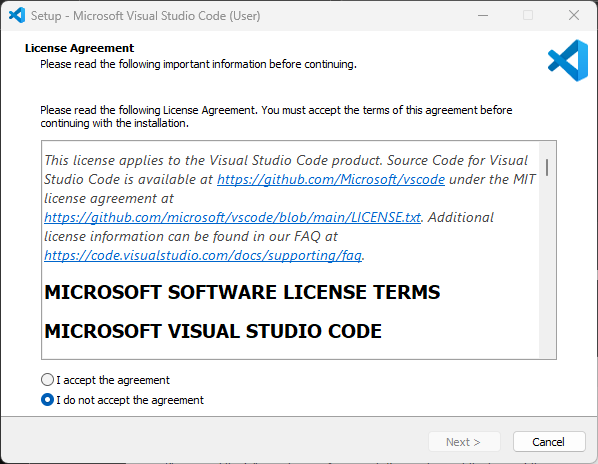 Setup - Microsoft Visual Studio Code (User)
License Agreement
Please read the following important information before continuing.
Please read the following License Agreement. You must accept the terms of this agreement before
continuing with the installation.
This license applies to the Visual Studio Code product. Source Code for Visual
Studio Code is available at https://github.com/Microsoft/vscode under the MIT
license agreement at
https://github.com/microsoft/vscode/blob/main/LICENSE.txt. Additional
license information can be found in our FAQ at
https://code.visualstudio.com/docs/supporting/faq.
MICROSOFT SOFTWARE LICENSE TERMS
MICROSOFT VISUAL STUDIO CODE
I accept the agreement
I do not accept the agreement
Next >
Cancel